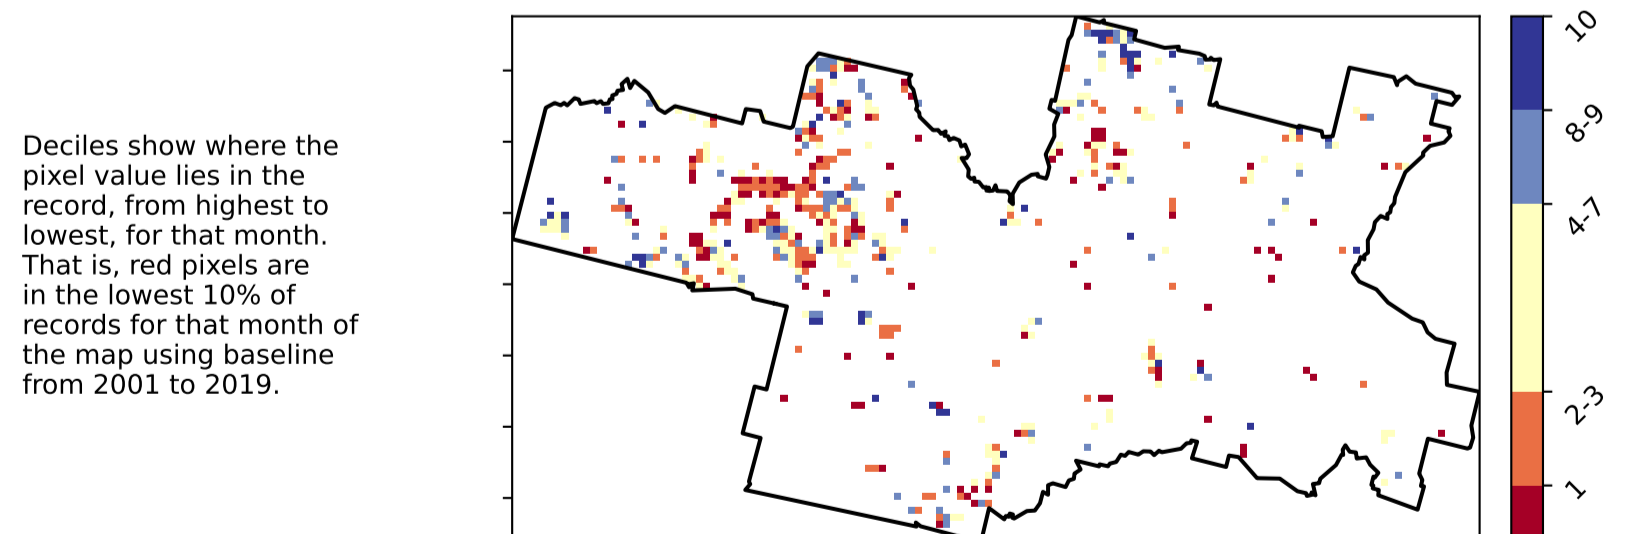 Deciles show where the
pixel value lies in the
record, from highest to
lowest, for that month.
That is, red pixels are
in the lowest 10% of
records for that month of
the map using baseline
from 2001 to 2019.
10
8-9
4-7
2-3
1